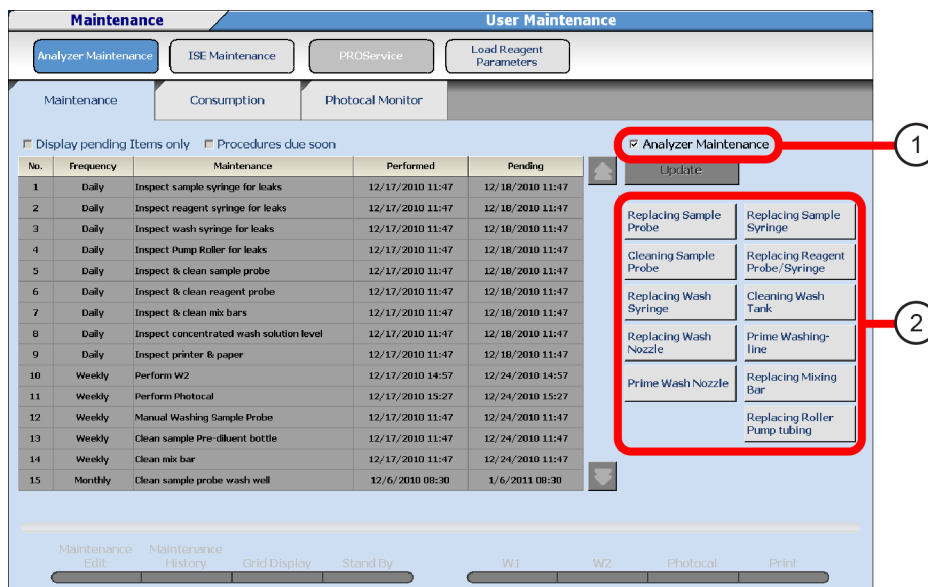 Maintenance User Maintenance
Analyzer Maintenance ISE Maintenance PROService Load Reagent
Parameters
Maintenance Consumption Photocal Monitor
Display pending Items only Procedures due soon Analyzer Maintenance 1
No. Frequency Maintenance Performed Pending Update
1 Daily Inspect sample syringe for leaks 12/17/2010 11:47 12/18/2010 11:47
2 Daily Inspect reagent syringe for leaks 12/17/2010 11:47 12/18/2010 11:47
3 Daily Inspect wash syringe for leaks 12/17/2010 11:47 12/18/2010 11:47
4 Daily Inspect Pump Roller for leaks 12/17/2010 11:47 12/18/2010 11:47
5 Daily Inspect & clean sample probe 12/17/2010 11:47 12/18/2010 11:47
6 Daily Inspect & clean reagent probe 12/17/2010 11:47 12/18/2010 11:47
7 Daily Inspect & clean mix bars 12/17/2010 11:47 12/18/2010 11:47
8 Daily Inspect concentrated wash solution level 12/17/2010 11:47 12/18/2010 11:47
9 Daily Inspect printer & paper 12/17/2010 11:47 12/18/2010 11:47
10 Weekly Perform W2 12/17/2010 14:57 12/24/2010 14:57
11 Weekly Perform Photocal 12/17/2010 15:27 12/24/2010 15:27
12 Weekly Manual Washing Sample Probe 12/17/2010 11:47 12/24/2010 11:47
13 Weekly Clean sample Pre-diluent bottle 12/17/2010 11:47 12/24/2010 11:47
14 Weekly Clean mix bar 12/17/2010 11:47 12/24/2010 11:47
15 Monthly Clean sample probe wash well 12/6/2010 08:30 1/6/2011 08:30
Replacing Sample
Probe
Replacing Sample
Syringe
Cleaning Sample
Probe
Replacing Reagent
Probe/Syringe
Replacing Wash
Syringe
Cleaning Wash
Tank
2
Replacing Wash
Nozzle
Prime Washing-
line
Prime Wash Nozzle
Replacing Mixing
Bar
Replacing Roller
Pump tubing
Maintenance
Edit
Maintenance
History
Grid Display Stand By W1 W2 Photocal Print